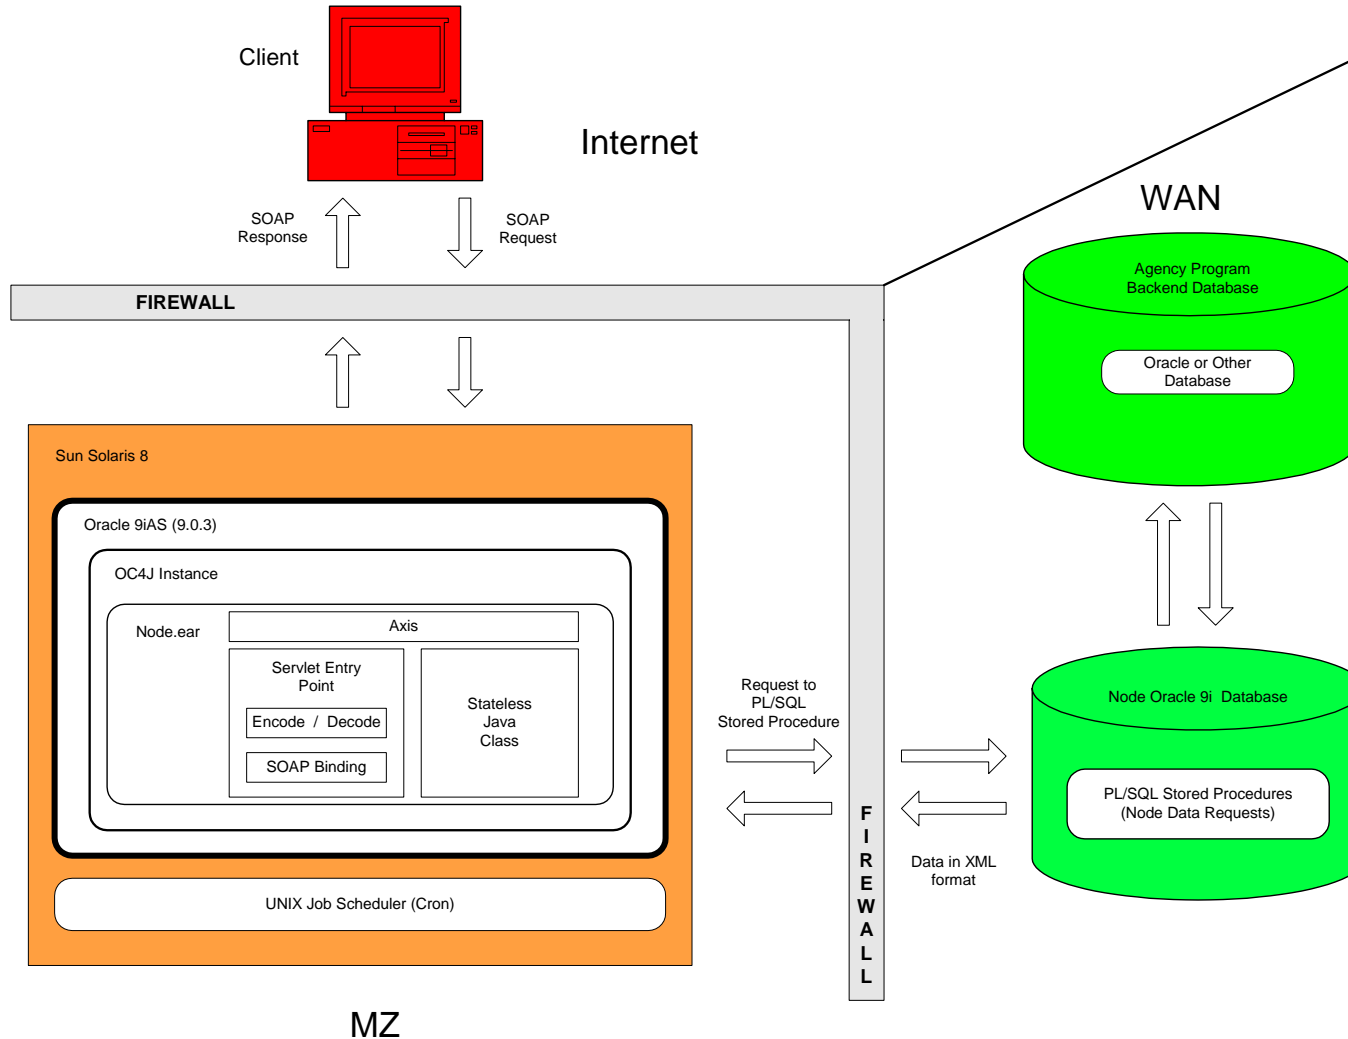 Client
Internet
WAN
SOAP
Response
SOAP
Request
FIREWALL
Agency Program
Backend Database
Oracle or Other
Database
Sun Solaris 8
Oracle 9iAS (9.0.3)
OC4J Instance
Node.ear
Axis
Servlet Entry
Point
Encode / Decode
SOAP Binding
Stateless
Java
Class
UNIX Job Scheduler (Cron)
Request to
PL/SQL
Stored Procedure
FIREWALL
Data in XML
format
Node Oracle 9i Database
PL/SQL Stored Procedures
(Node Data Requests)
MZ